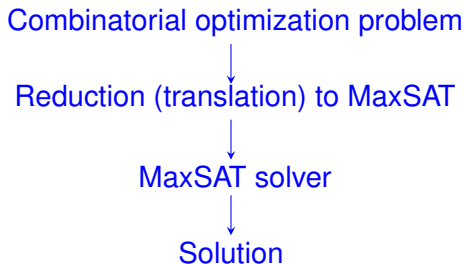 Combinatorial optimization problem
Reduction (translation) to MaxSAT
MaxSAT solver
Solution